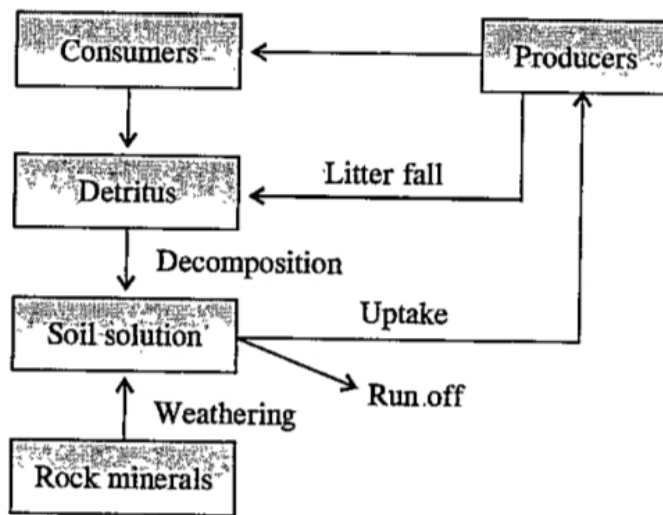 Consumers
Producers
Litter fall
Detritus
Decomposition
Uptake
Soil solution
Run.off
Weathering
Rock minerals